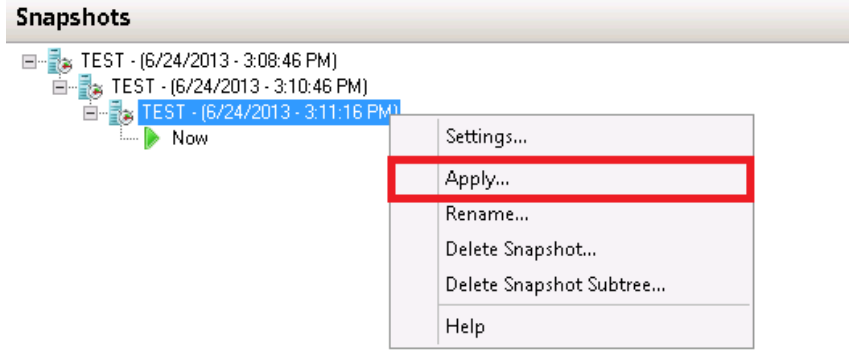 Snapshots
TEST - (6/24/2013 - 3:08:46 PM)
TEST - (6/24/2013 - 3:10:46 PM)
TEST - (6/24/2013 - 3:11:16 PM)
Now
Settings...
Apply...
Rename...
Delete Snapshot...
Delete Snapshot Subtree...
Help